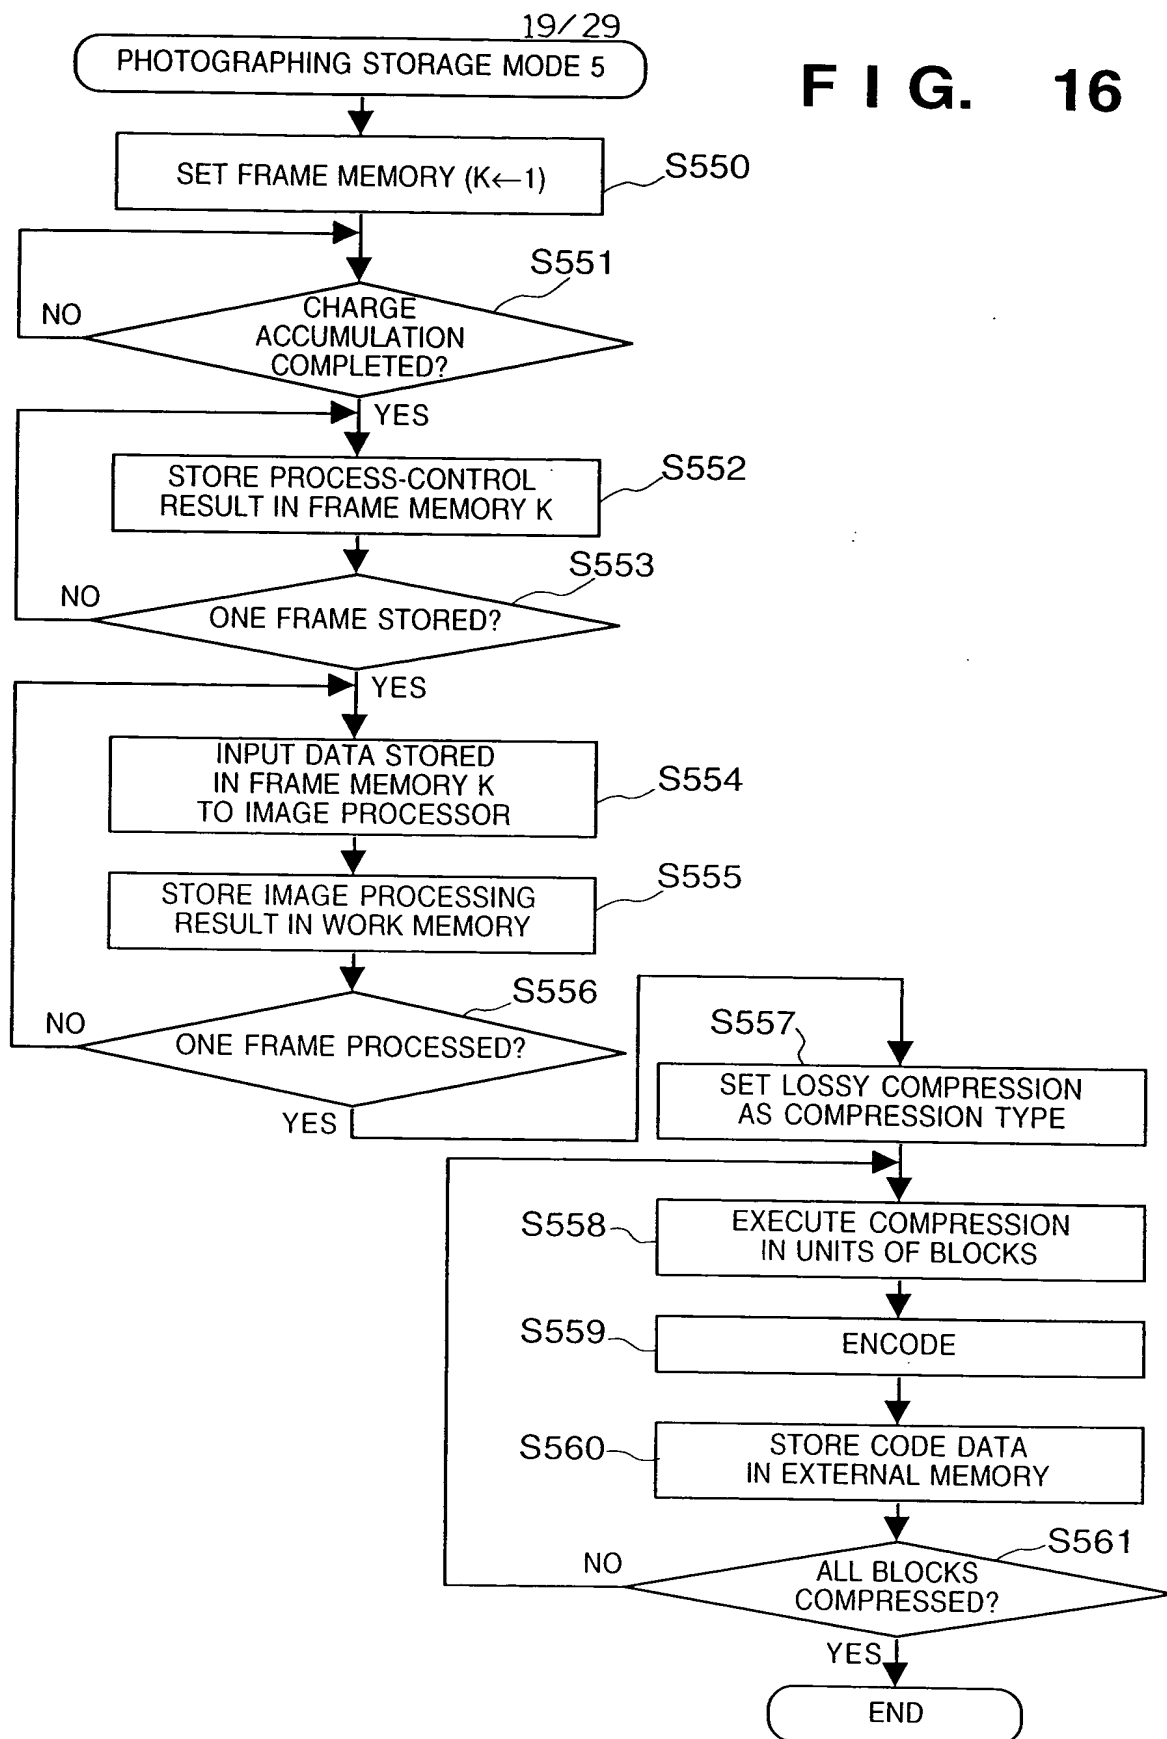 19/29
PHOTOGRAPHING STORAGE MODE 5
FIG. 16
SET FRAME MEMORY (K←1)
S550
S551
CHARGE
ACCUMULATION
COMPLETED?
NO
YES
STORE PROCESS-CONTROL
RESULT IN FRAME MEMORY K
S552
S553
ONE FRAME STORED?
NO
YES
INPUT DATA STORED
IN FRAME MEMORY K
TO IMAGE PROCESSOR
S554
STORE IMAGE PROCESSING
RESULT IN WORK MEMORY
S555
S556
ONE FRAME PROCESSED?
NO
YES
S557
SET LOSSY COMPRESSION
AS COMPRESSION TYPE
S558
EXECUTE COMPRESSION
IN UNITS OF BLOCKS
S559
ENCODE
S560
STORE CODE DATA
IN EXTERNAL MEMORY
S561
ALL BLOCKS
COMPRESSED?
NO
YES
END